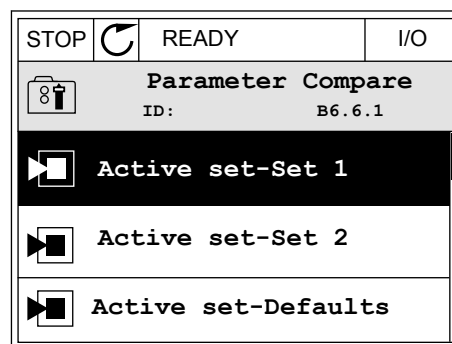 STOP READY I/O
Parameter Compare
ID: B6.6.1
Active set-Set 1
Active set-Set 2
Active set-Defaults